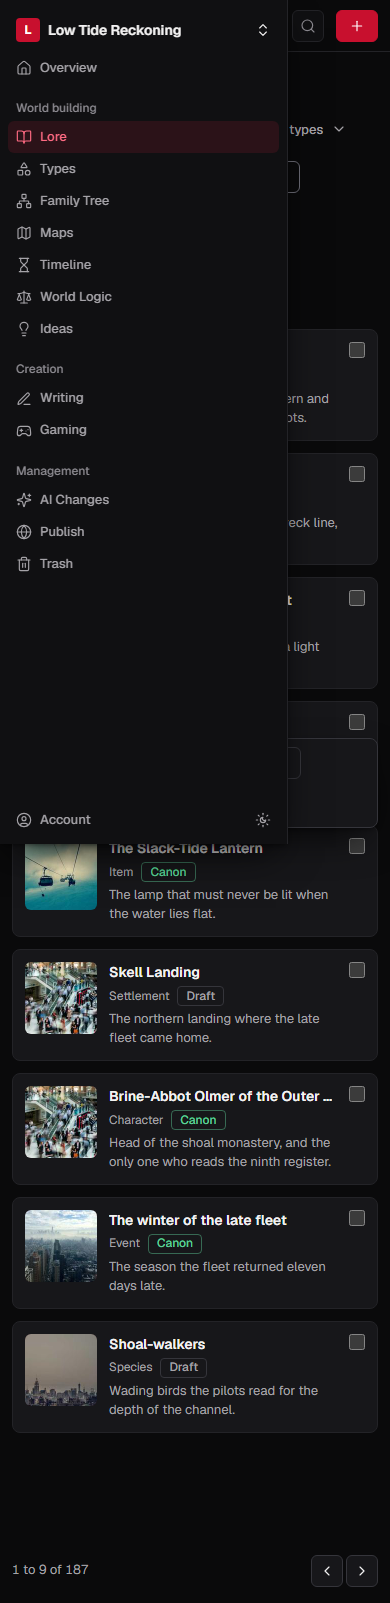 L Low Tide Reckoning
Overview
World building
Lore
Types
Family Tree
Maps
Timeline
World Logic
Ideas
Creation
Writing
Gaming
Management
AI Changes
Publish
Trash
Account
types
and
line,
light
The Slack-Tide Lantern
Item Canon
The lamp that must never be lit when
the water lies flat.
Skell Landing
Settlement Draft
The northern landing where the late
fleet came home.
Brine-Abbot Olmer of the Outer ...
Character Canon
Head of the shoal monastery, and the
only one who reads the ninth register.
The winter of the late fleet
Event Canon
The season the fleet returned eleven
days late.
Shoal-walkers
Species Draft
Wading birds the pilots read for the
depth of the channel.
1 to 9 of 187